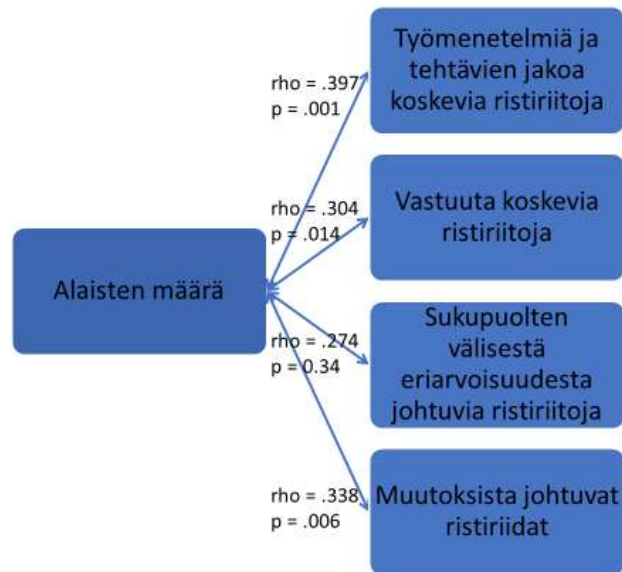 Työmenetelmiä ja
tehtävien jakoa
koskevia ristiriitoja
rho = .397
p = .001
Vastuuta koskevia
ristiriitoja
rho = .304
p = .014
Alaisten määrä
Sukupuolten
välisestä
eriarvoisuudesta
johtuvia ristiriitoja
rho = .274
p = 0.34
Muutoksista johtuvat
ristiriidat
rho = .338
p = .006